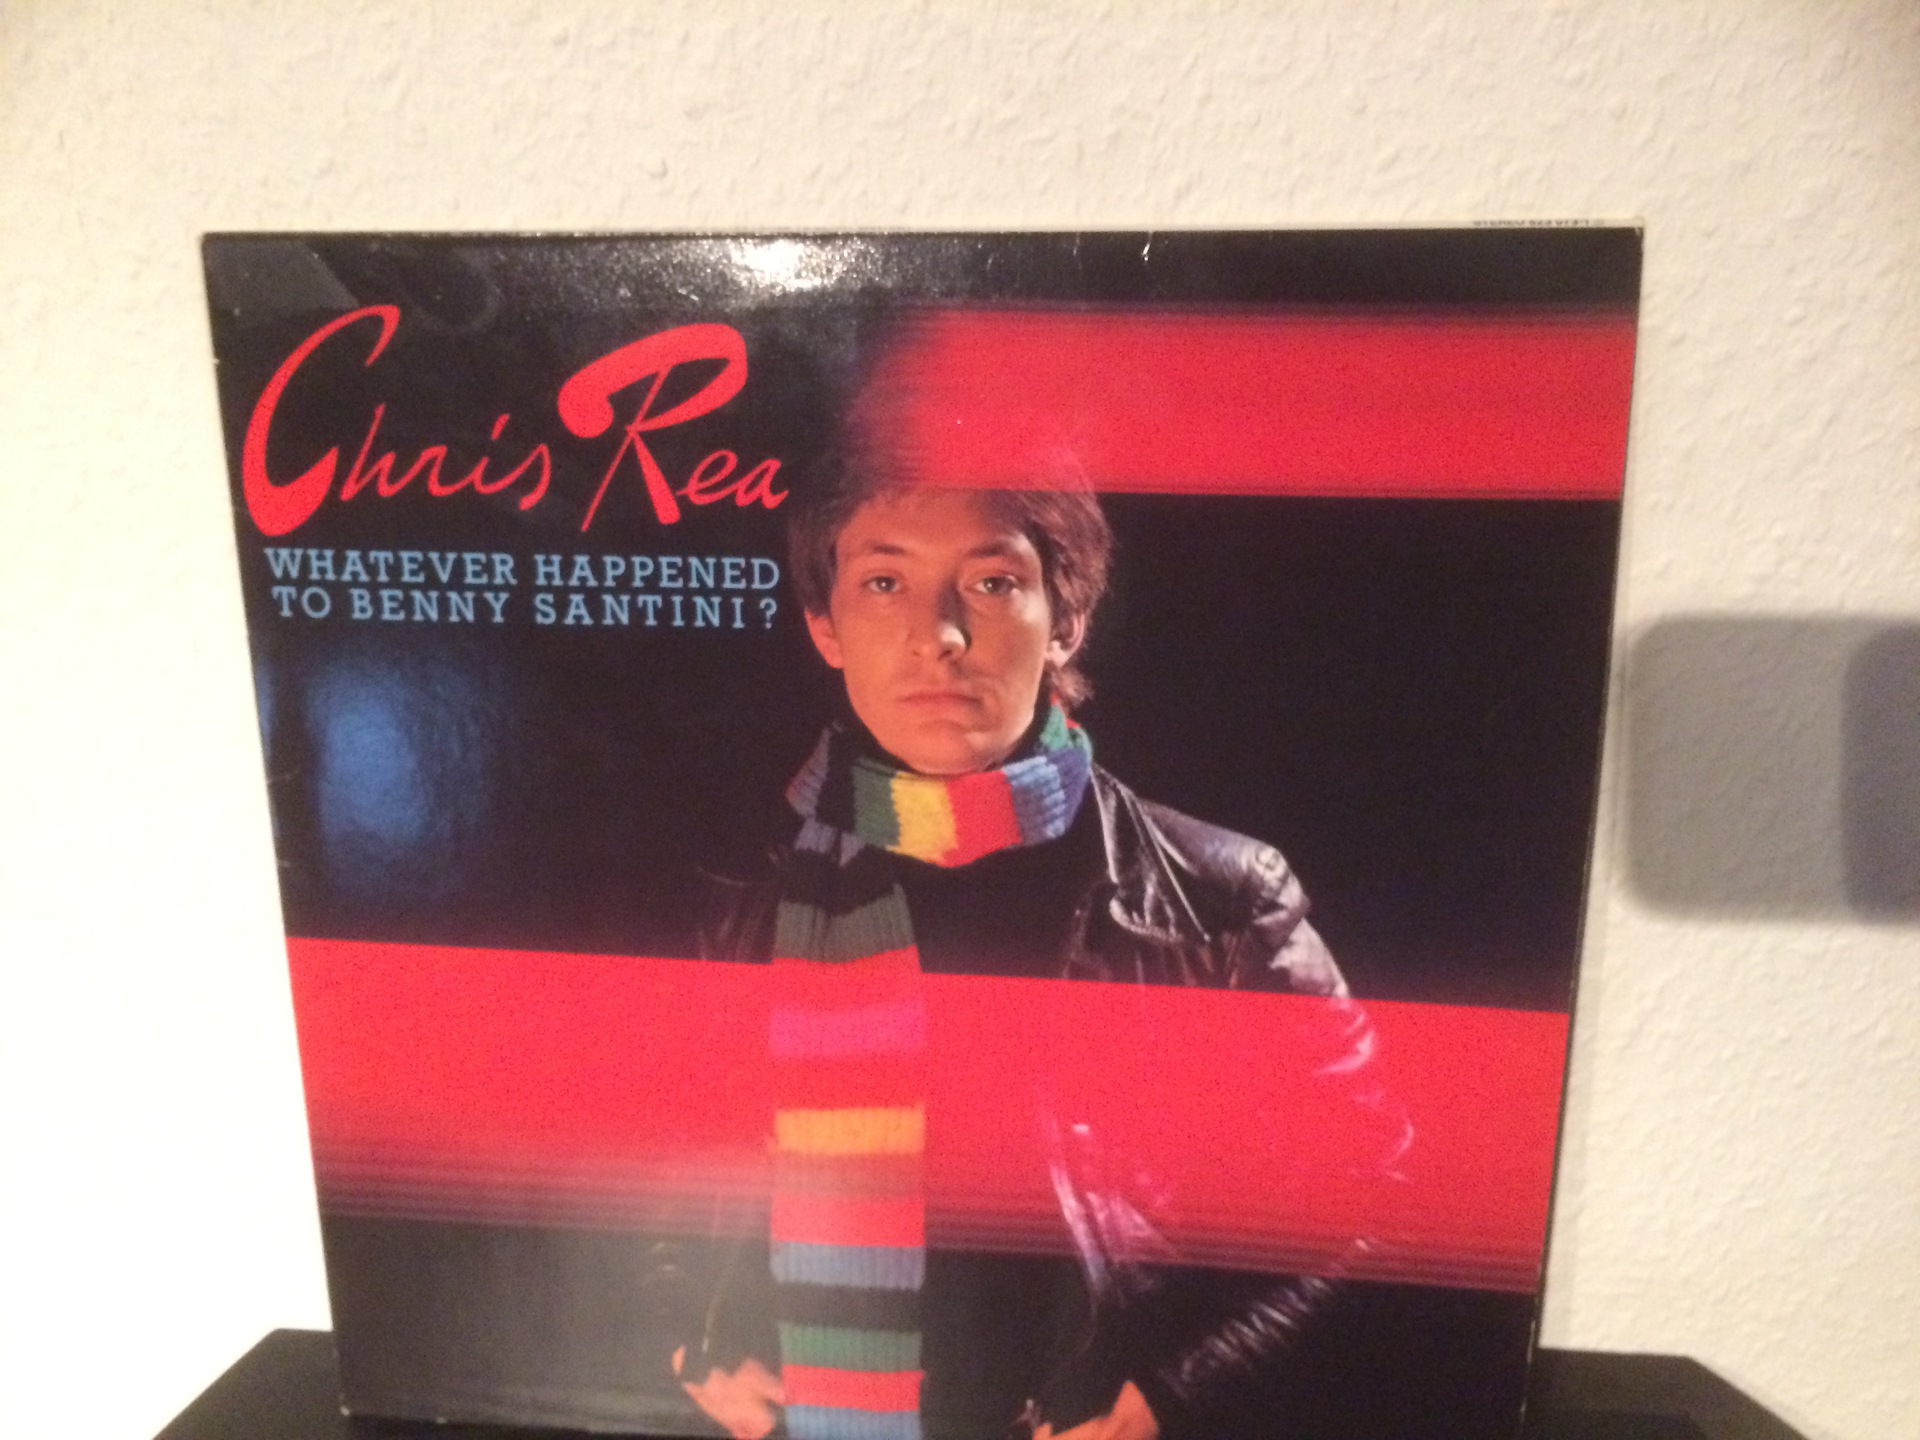 Chris Rea
WHATEVER HAPPENED
TO BENNY SANTINI?